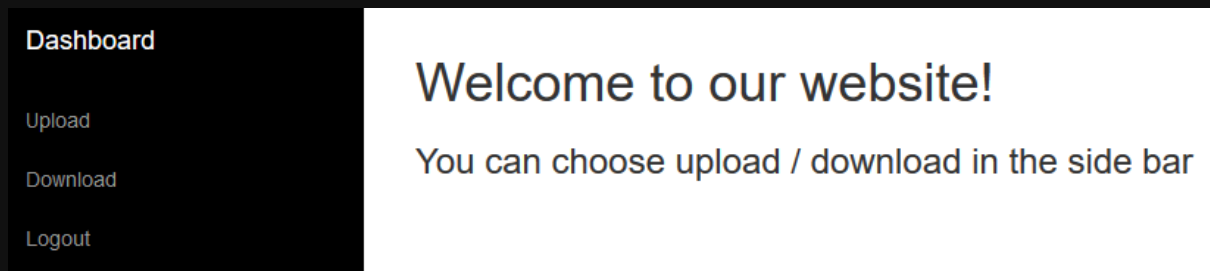 Dashboard
Upload
Download
Logout
Welcome to our website!
You can choose upload / download in the side bar